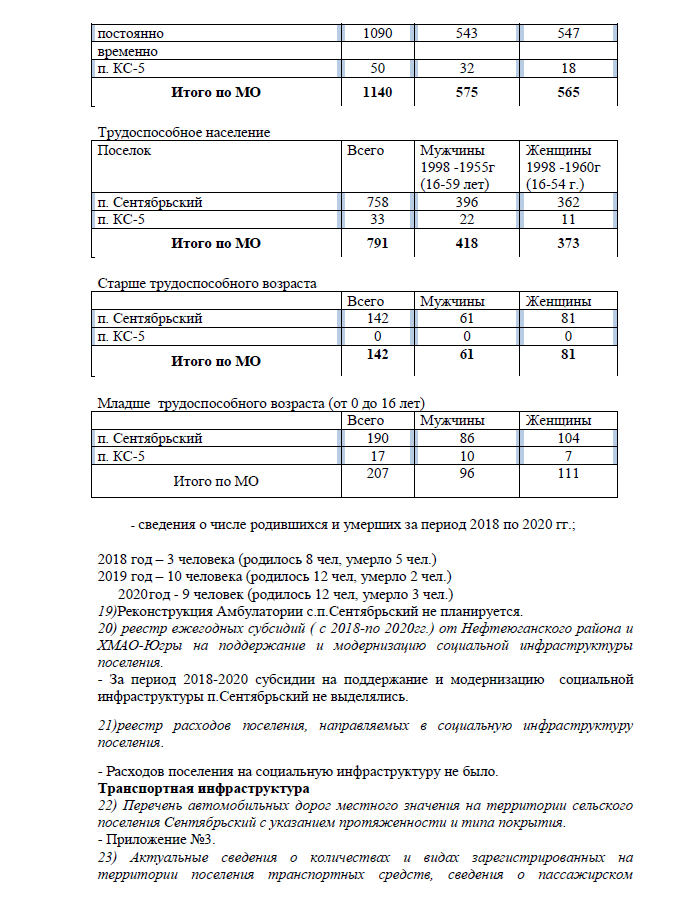 постоянно 1090 543 547
временно
п. КС-5 50 32 18
Итого по МО 1140 575 565
Трудоспособное население
Поселок Всего Мужчины Женщины
1998 -1955г 1998 -1960г
(16-59 лет) (16-54 г.)
п. Сентябрьский 758 396 362
п. КС-5 33 22 11
Итого по МО 791 418 373
Старше трудоспособного возраста
Всего Мужчины Женщины
п. Сентябрьский 142 61 81
п. КС-5 0 0 0
Итого по МО 142 61 81
Младше трудоспособного возраста (от 0 до 16 лет)
Всего Мужчины Женщины
п. Сентябрьский 190 86 104
п. КС-5 17 10 7
Итого по МО 207 96 111
- сведения о числе родившихся и умерших за период 2018 по 2020 гг.;
2018 год – 3 человека (родилось 8 чел, умерло 5 чел.)
2019 год – 10 человека (родилось 12 чел, умерло 2 чел.)
2020год - 9 человек (родилось 12 чел, умерло 3 чел.)
19)Реконструкция Амбулатории с.п.Сентябрьский не планируется.
20) реестр ежегодных субсидий ( с 2018-по 2020гг.) от Нефтеюганского района и
ХМАО-Югры на поддержание и модернизацию социальной инфраструктуры
поселения.
- За период 2018-2020 субсидии на поддержание и модернизацию социальной
инфраструктуры п.Сентябрьский не выделялись.
21)реестр расходов поселения, направляемых в социальную инфраструктуру
поселения.
- Расходов поселения на социальную инфраструктуру не было.
Транспортная инфраструктура
22) Перечень автомобильных дорог местного значения на территории сельского
поселения Сентябрьский с указанием протяженности и типа покрытия.
- Приложение №3.
23) Актуальные сведения о количествах и видах зарегистрированных на
территории поселения транспортных средств, сведения о пассажирском